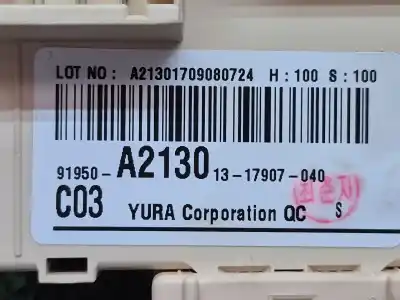 LOT NO : A21301709080724 H : 100 S : 100
91950-A2130 13-17907-040
C03 YURA Corporation QC S